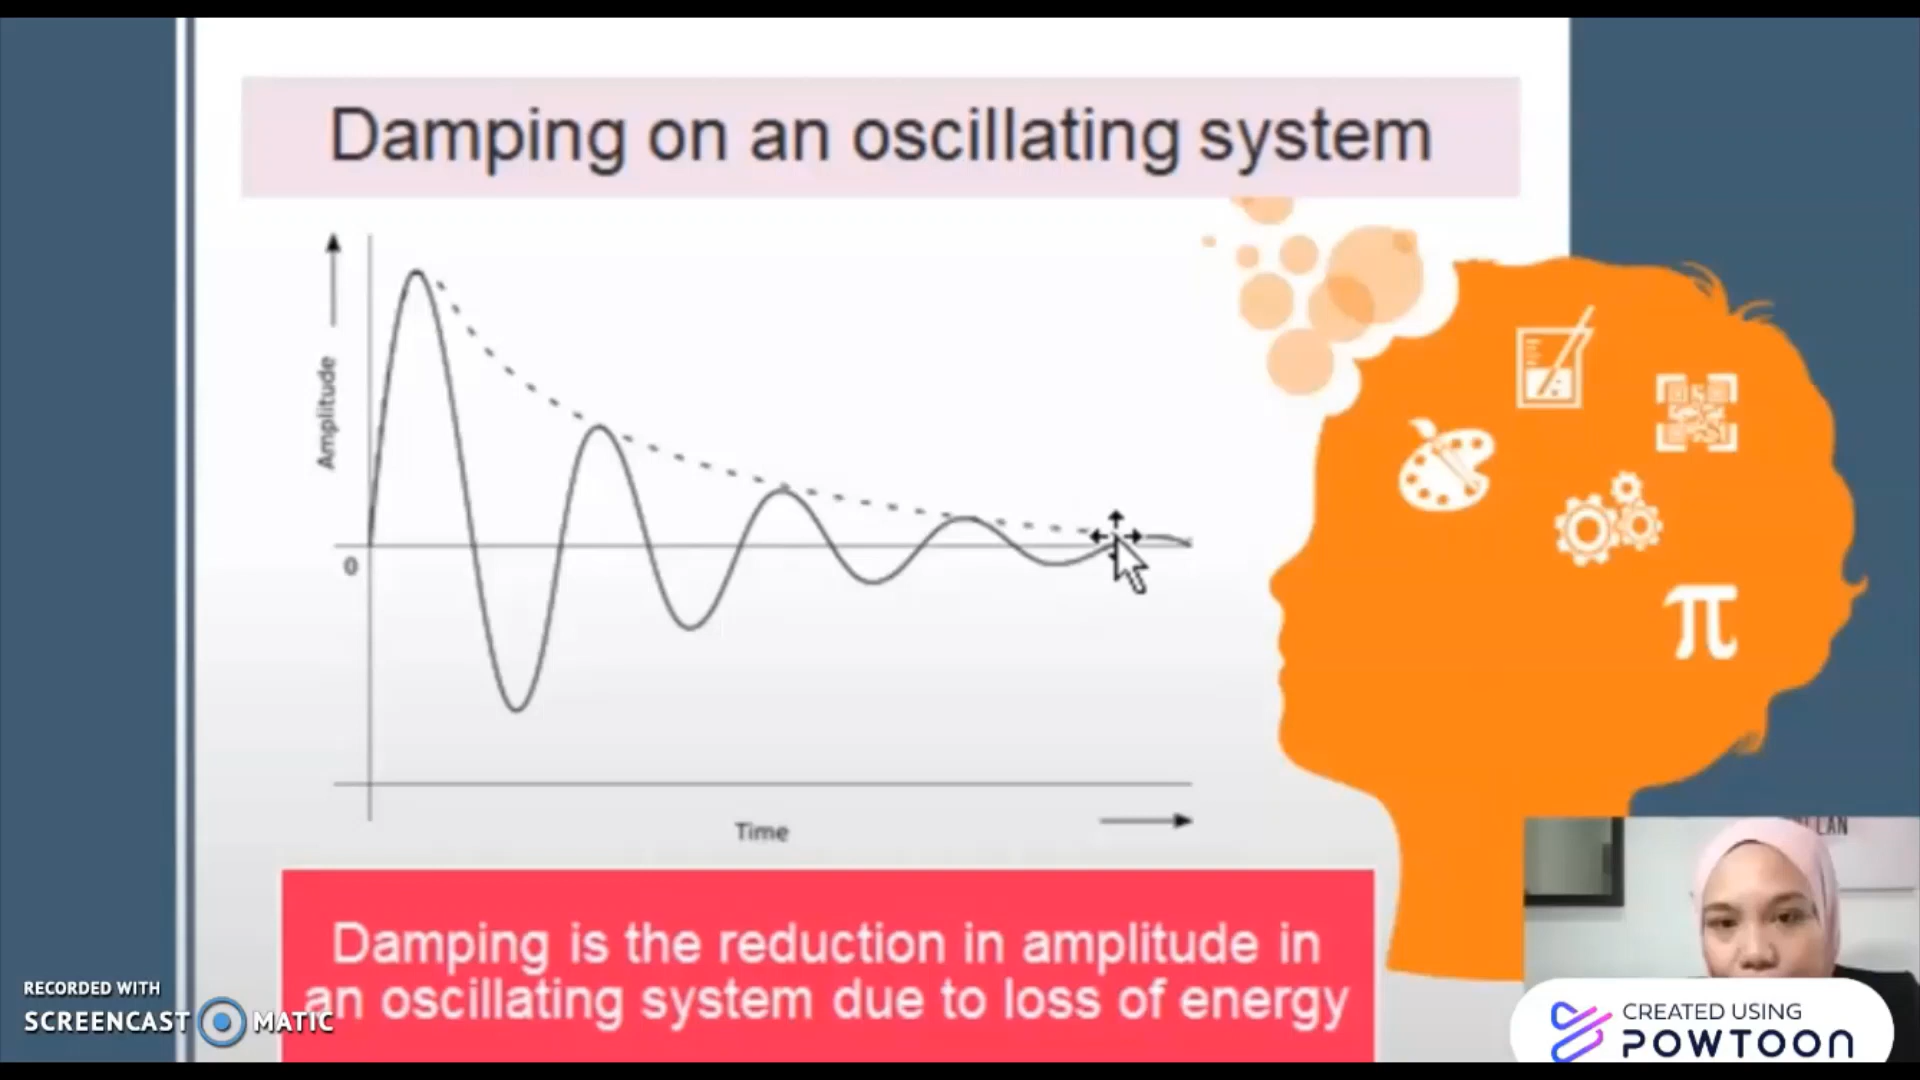 Damping on an oscillating system
Amplitude
0
Time
Damping is the reduction in amplitude in
an oscillating system due to loss of energy
π
RECORDED WITH
SCREENCAST MATIC
CREATED USING
POWTOON